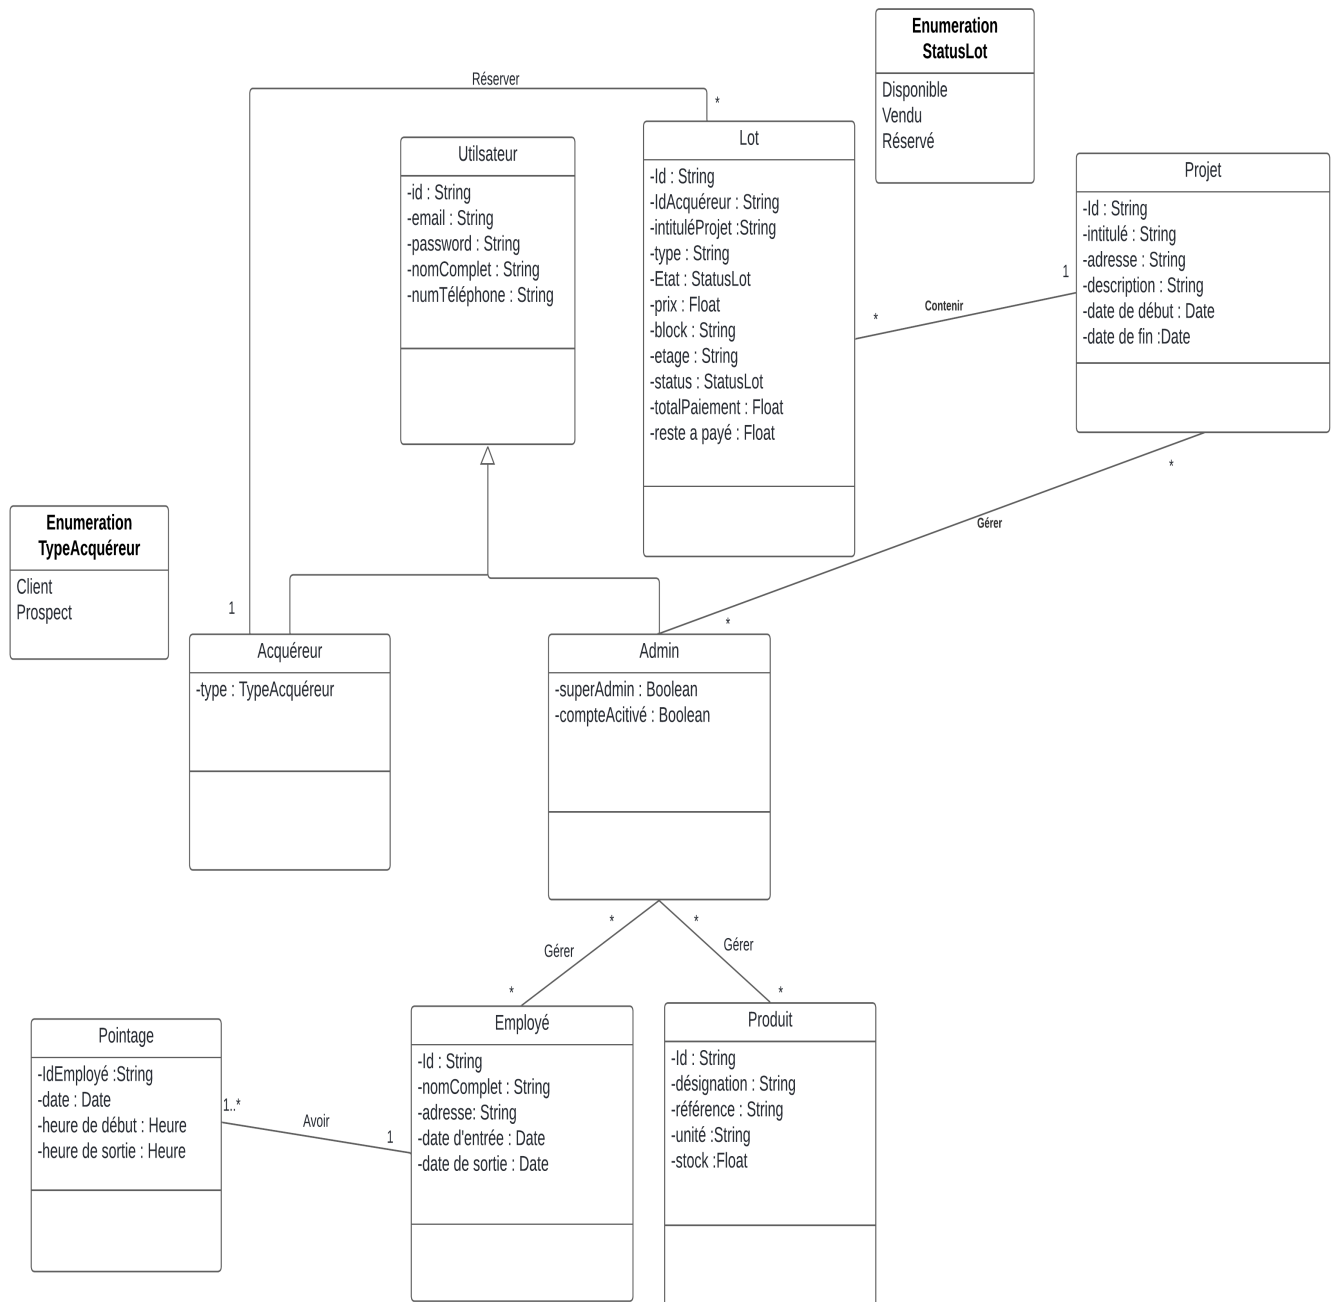 Enumeration
StatusLot
Disponible
Vendu
Réservé
Réserver
*
Utilsateur
-id : String
-email : String
-password : String
-nomComplet : String
-numTéléphone : String
Lot
-Id : String
-IdAcquéreur : String
-intituléProjet :String
-type : String
-Etat : StatusLot
-prix : Float
-block : String
-etage : String
-status : StatusLot
-totalPaiement : Float
-reste a payé : Float
Projet
-Id : String
-intitulé : String
-adresse : String
-description : String
-date de début : Date
-date de fin :Date
1
Contenir
*
*
Gérer
*
Enumeration
TypeAcquéreur
Client
Prospect
1
Acquéreur
-type : TypeAcquéreur
Admin
-superAdmin : Boolean
-compteAcitivé : Boolean
*
*
Gérer
Gérer
*
*
Pointage
-IdEmployé :String
-date : Date
-heure de début : Heure
-heure de sortie : Heure
1..*
Avoir
1
Employé
-Id : String
-nomComplet : String
-adresse: String
-date d'entrée : Date
-date de sortie : Date
Produit
-Id : String
-désignation : String
-référence : String
-unité :String
-stock :Float